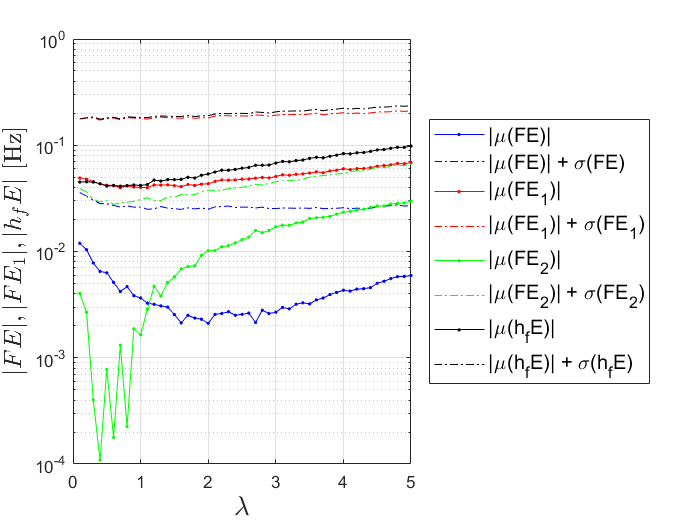 10^0
10^-1
10^-2
10^-3
10^-4
|FE|, |FE_1|, |h_f E| [Hz]
0 1 2 3 4 5
λ
|μ(FE)|
|μ(FE)| + σ(FE)
|μ(FE_1)|
|μ(FE_1)| + σ(FE_1)
|μ(FE_2)|
|μ(FE_2)| + σ(FE_2)
|μ(h_fE)|
|μ(h_fE)| + σ(h_fE)